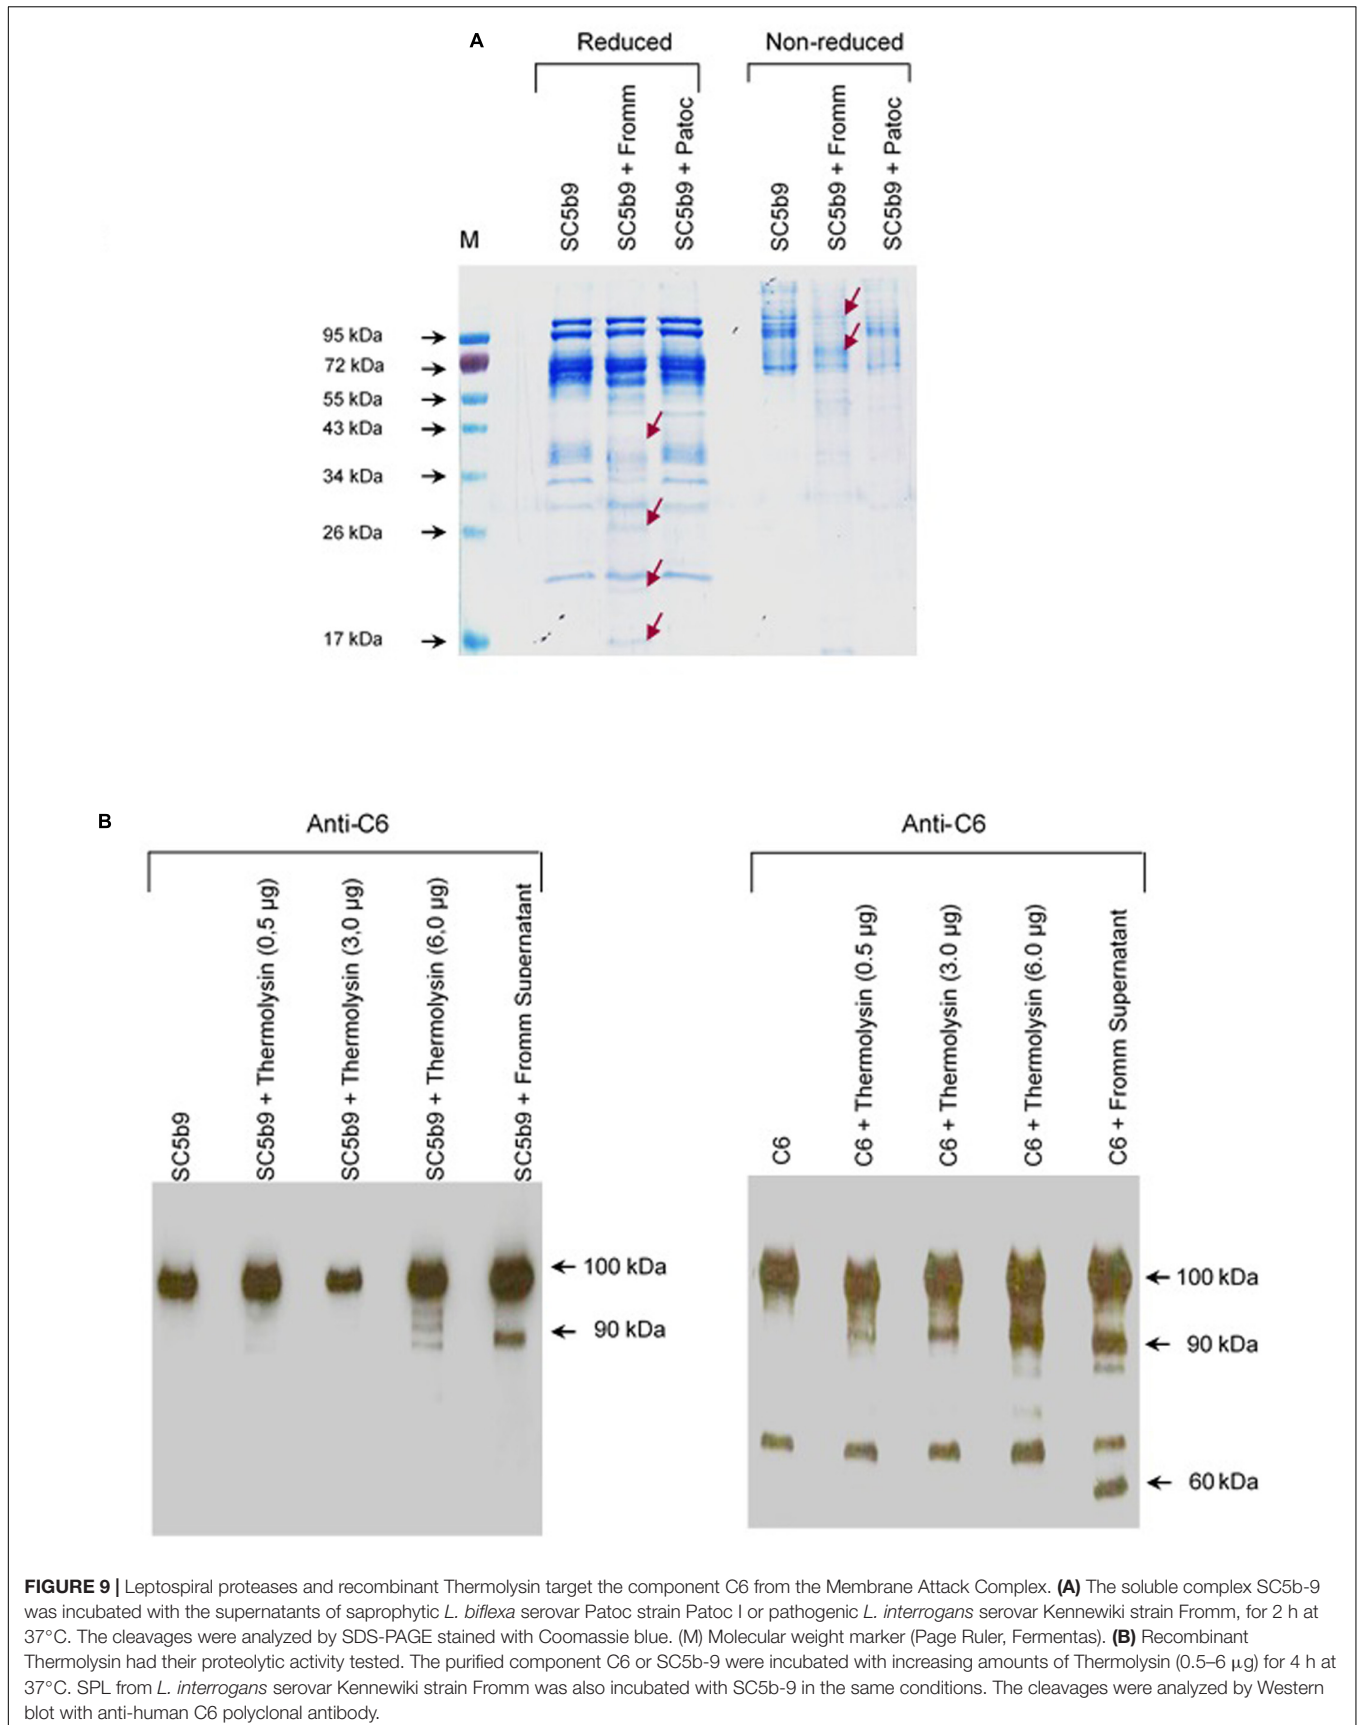 A
Reduced
Non-reduced
M
SC5b9
SC5b9 + Fromm
SC5b9 + Patoc
SC5b9
SC5b9 + Fromm
SC5b9 + Patoc
95 kDa
72 kDa
55 kDa
43 kDa
34 kDa
26 kDa
17 kDa
B
Anti-C6
SC5b9
SC5b9 + Thermolysin (0,5 µg)
SC5b9 + Thermolysin (3,0 µg)
SC5b9 + Thermolysin (6.0 µg)
SC5b9 + Fromm Supernatant
100 kDa
90 kDa
Anti-C6
C6
C6 + Thermolysin (0.5 µg)
C6 + Thermolysin (3.0 µg)
C6 + Thermolysin (6.0 µg)
C6 + Fromm Supernatant
100 kDa
90 kDa
60 kDa
FIGURE 9 | Leptospiral proteases and recombinant Thermolysin target the component C6 from the Membrane Attack Complex. (A) The soluble complex SC5b-9
was incubated with the supernatants of saprophytic L. biflexa serovar Patoc strain Patoc I or pathogenic L. interrogans serovar Kennewiki strain Fromm, for 2 h at
37°C. The cleavages were analyzed by SDS-PAGE stained with Coomassie blue. (M) Molecular weight marker (Page Ruler, Fermentas). (B) Recombinant
Thermolysin had their proteolytic activity tested. The purified component C6 or SC5b-9 were incubated with increasing amounts of Thermolysin (0.5–6 µg) for 4 h at
37°C. SPL from L. interrogans serovar Kennewiki strain Fromm was also incubated with SC5b-9 in the same conditions. The cleavages were analyzed by Western
blot with anti-human C6 polyclonal antibody.